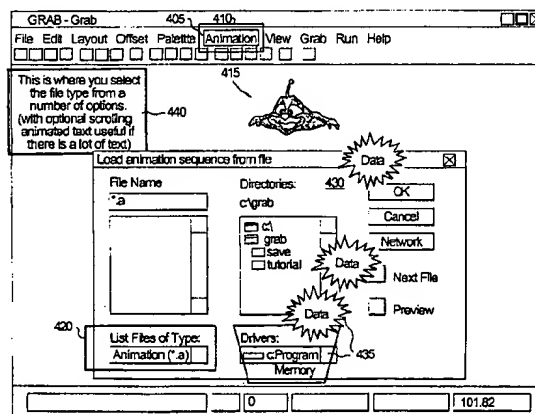 GRAB - Grab
405
410
File Edit Layout Offset Palette Animation View Grab Run Help
This is where you select
the file type from a
number of options.
(with optional scrolling
animated text useful if
there is a lot of text)
440
415
Load animation sequence from file
Data
File Name
Directories:
430
OK
*.a
c:\grab
Cancel
c:\
grab
save
tutorial
Network
Data
Next File
Data
Preview
420
List Files of Type:
Drivers:
Animation (*.a)
c:Program
435
Memory
0
101.82